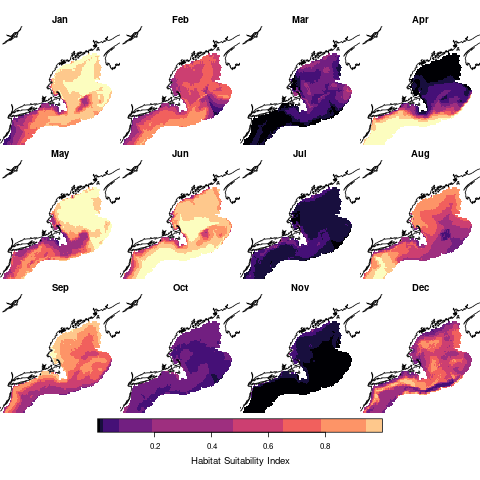 Jan Feb Mar Apr
May Jun Jul Aug
Sep Oct Nov Dec
0.2 0.4 0.6 0.8
Habitat Suitability Index